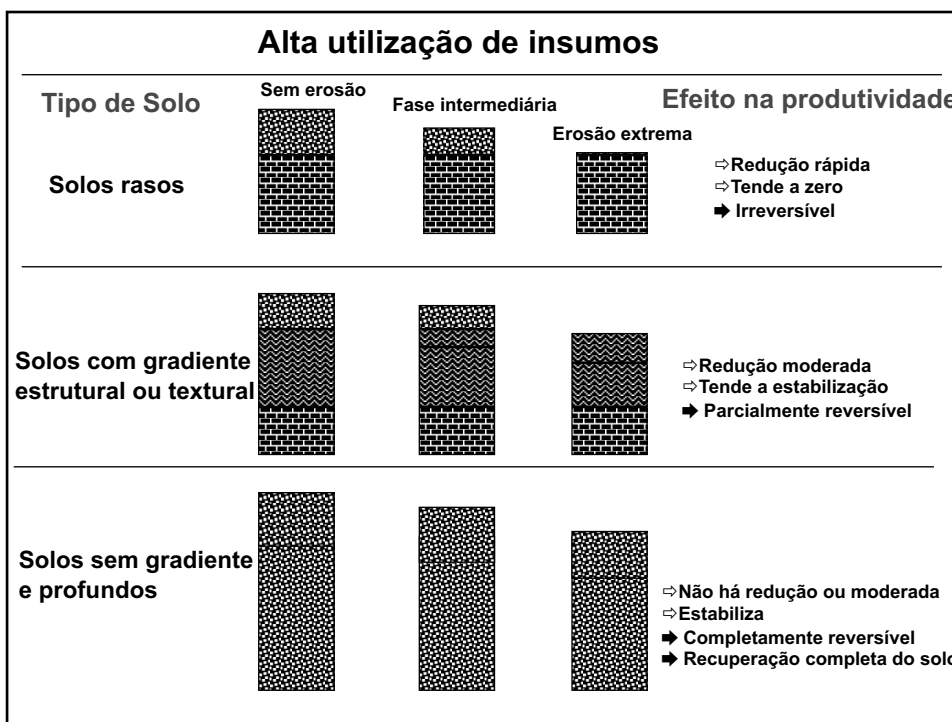 Alta utilização de insumos
Tipo de Solo
Sem erosão
Fase intermediária
Erosão extrema
Efeito na produtividade
Solos rasos
⇨Redução rápida
⇨Tende a zero
➡ Irreversível
Solos com gradiente
estrutural ou textural
⇨Redução moderada
⇨Tende a estabilização
➡ Parcialmente reversível
Solos sem gradiente
e profundos
⇨Não há redução ou moderada
⇨Estabiliza
➡ Completamente reversível
➡ Recuperação completa do solo